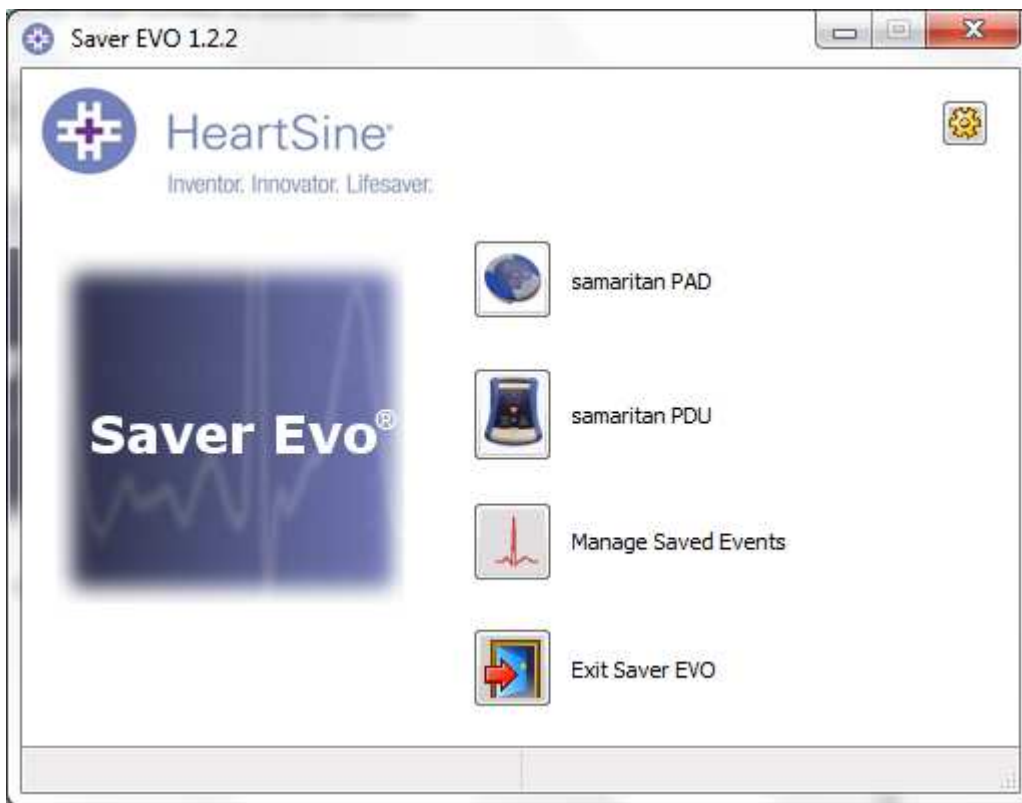 Saver EVO 1.2.2
HeartSine®
Inventor. Innovator. Lifesaver.
Saver Evo®
samaritan PAD
samaritan PDU
Manage Saved Events
Exit Saver EVO